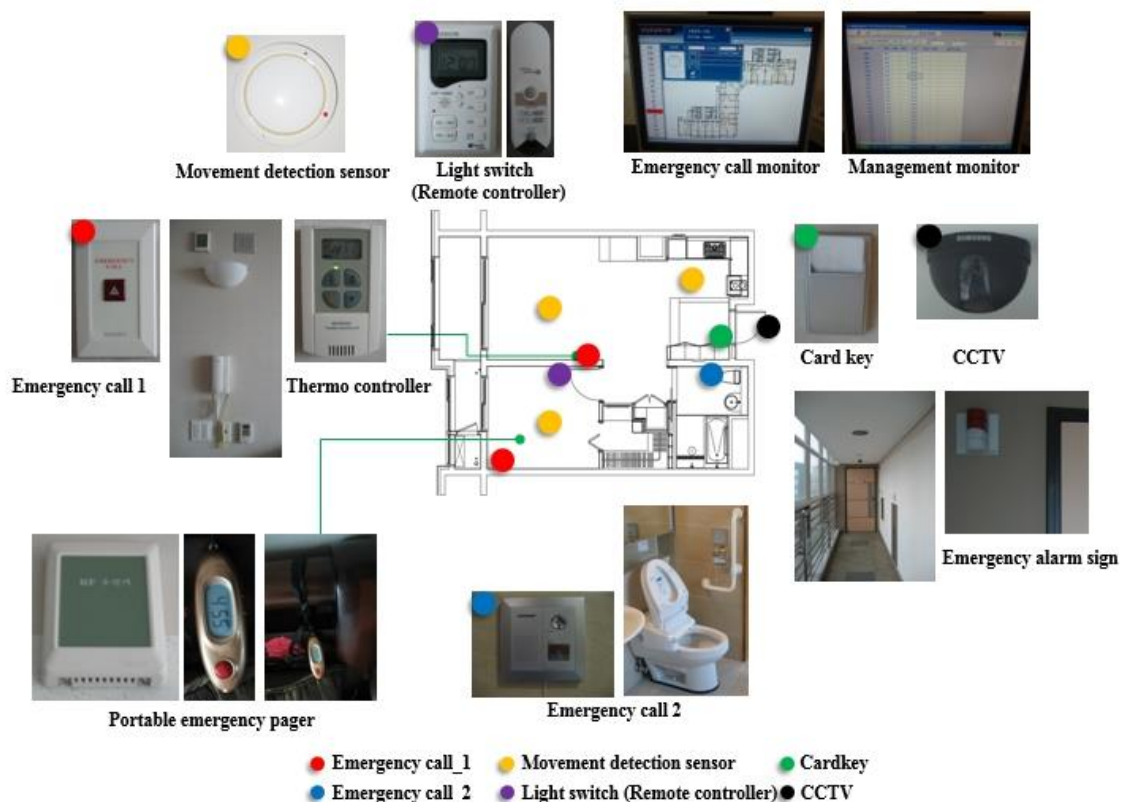 Movement detection sensor
Light switch
(Remote controller)
Emergency call monitor
Management monitor
EMERGENCY
Emergency call 1
Thermo controller
Card key
SAMSUNG
CCTV
Emergency alarm sign
Portable emergency pager
Emergency call 2
Emergency call_1
Movement detection sensor
Cardkey
Emergency call_2
Light switch (Remote controller)
CCTV